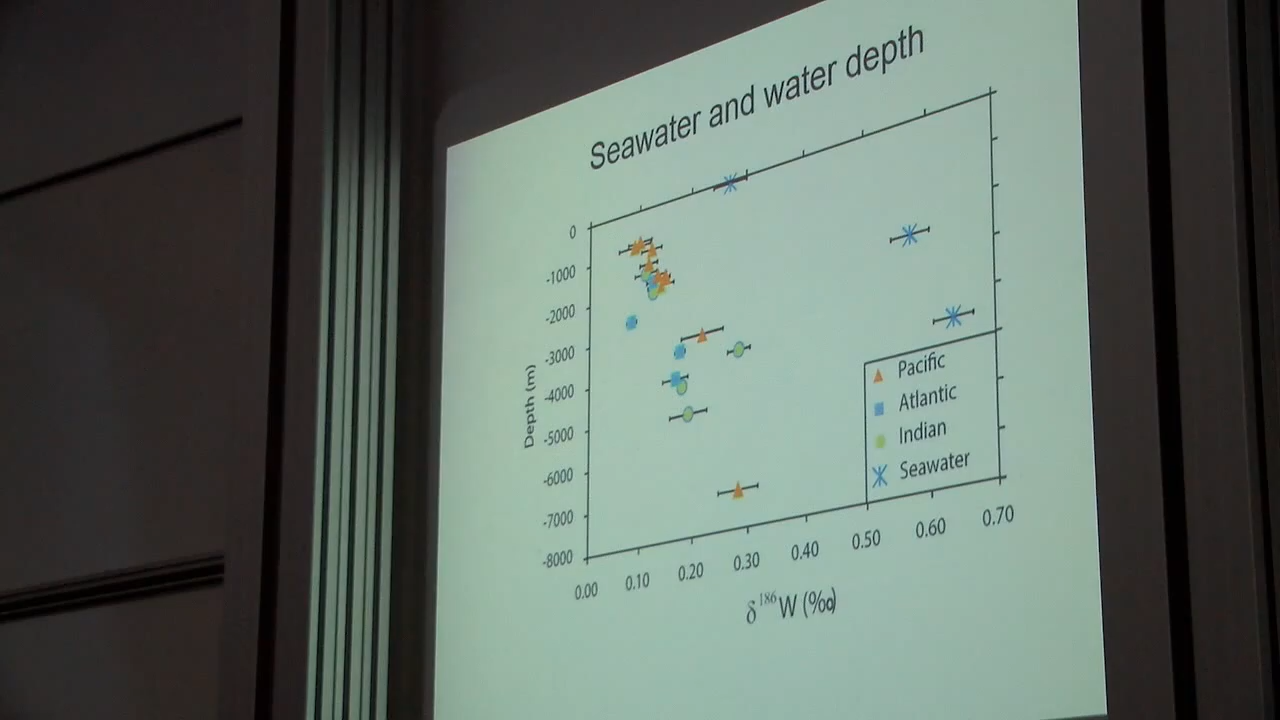 Seawater and water depth
0
-1000
-2000
-3000
-4000
-5000
-6000
-7000
-8000
Depth (m)
Pacific
Atlantic
Indian
Seawater
0.00 0.10 0.20 0.30 0.40 0.50 0.60 0.70
δ¹⁸⁶W (‰)